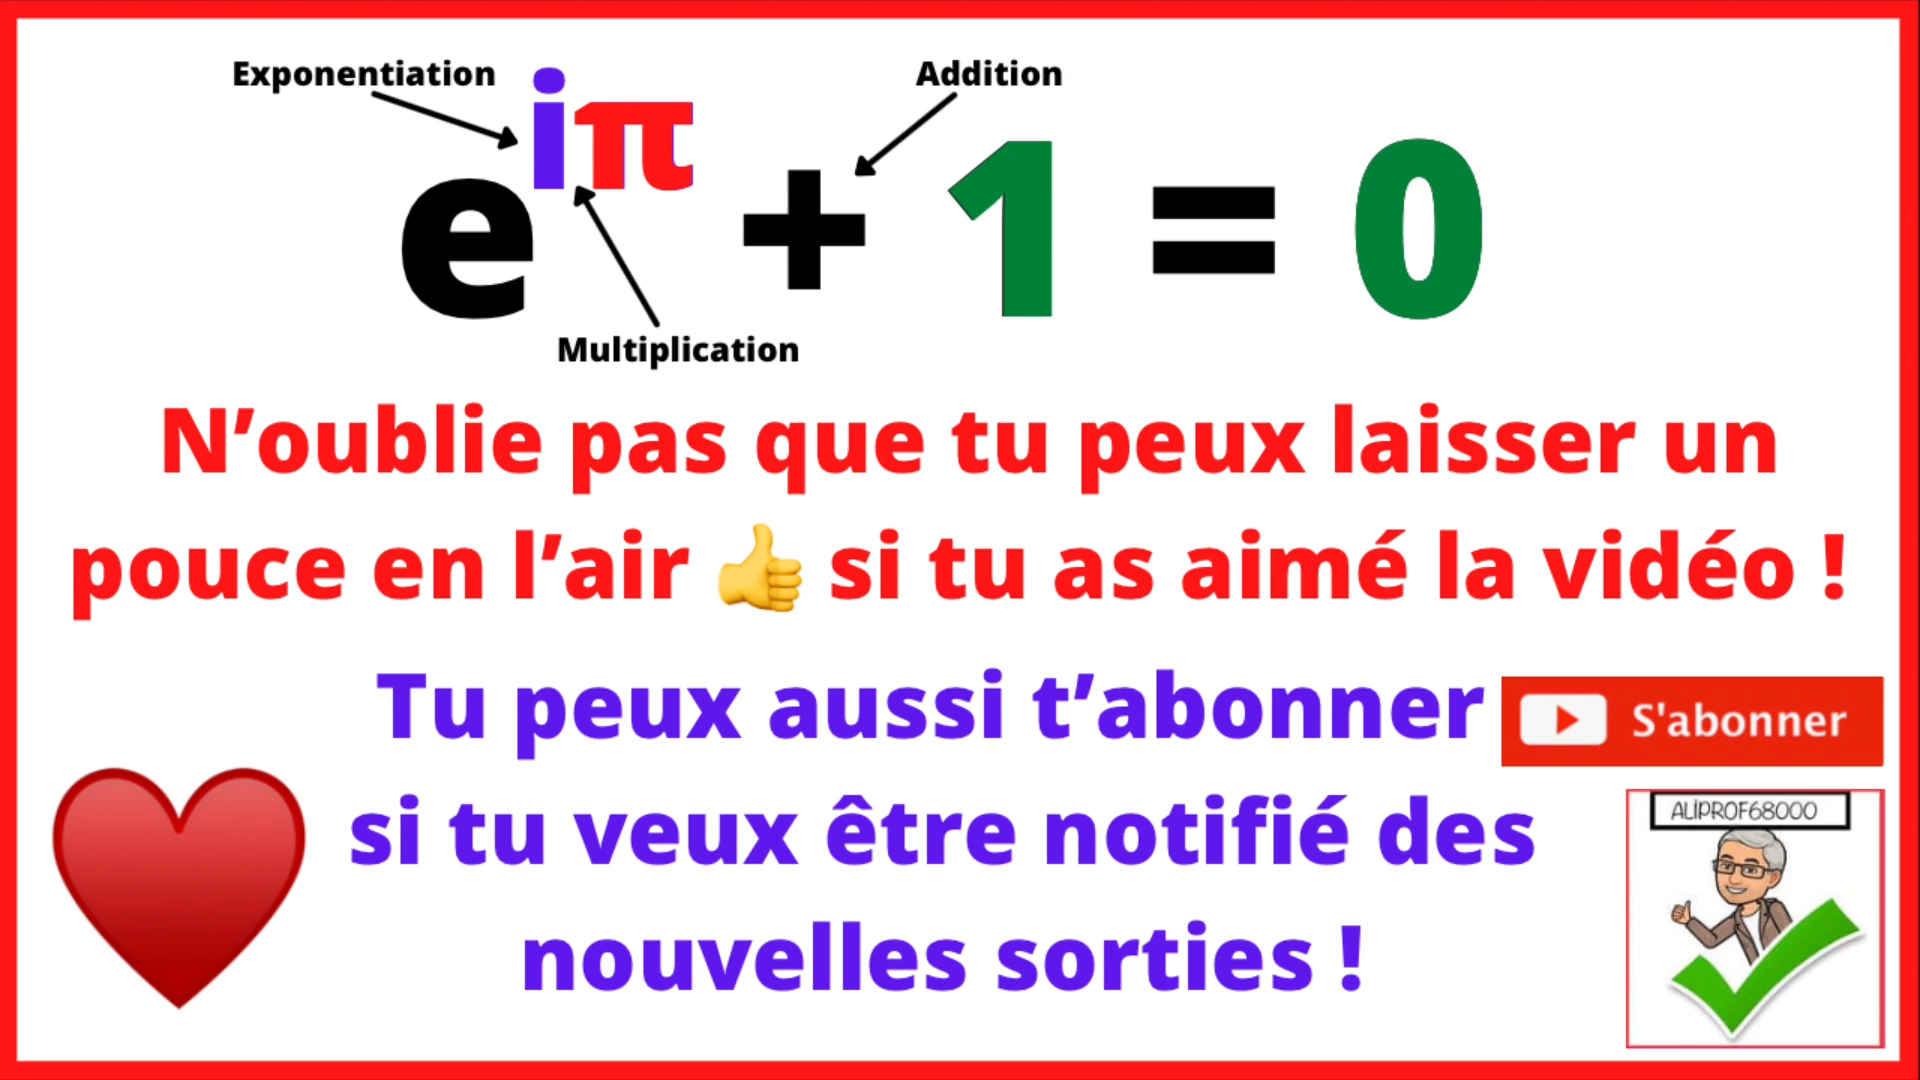 Exponentiation
Addition
e^{iπ} + 1 = 0
Multiplication
N’oublie pas que tu peux laisser un
pouce en l’air 👍 si tu as aimé la vidéo !
Tu peux aussi t’abonner
S'abonner
si tu veux être notifié des
nouvelles sorties !
ALiPROF68000